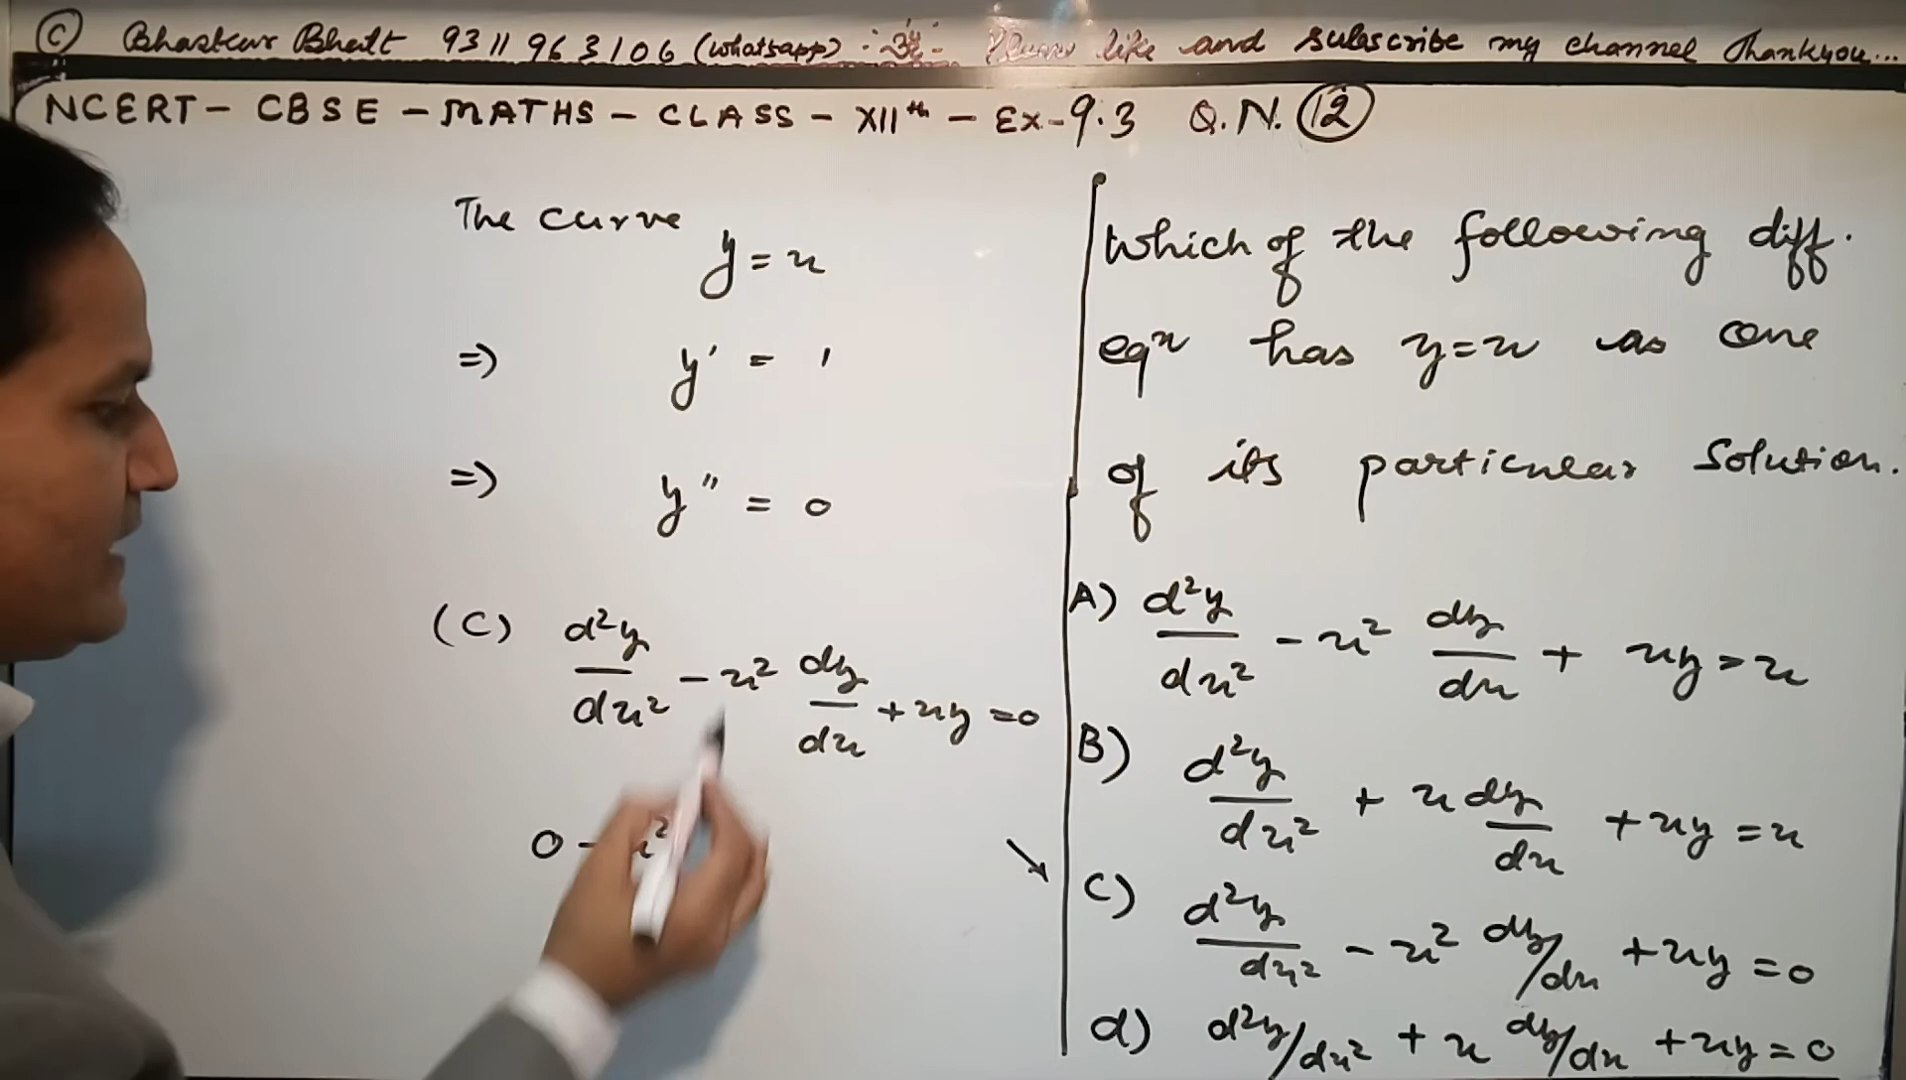 © Bhaskar Bhatt 9311963106 (whatsapp) Please like and subscribe my channel Thankyou...
NCERT - CBSE - MATHS - CLASS - XIIth - Ex-9.3 Q.N. 12
The curve
y = x
=> y' = 1
=> y" = 0
(C) d²y/dx² - x² dy/dx + xy = 0
0 - x²
Which of the following diff.
eqn has y=x as one
of its particular Solution.
A) d²y/dx² - x² dy/dx + xy = x
B) d²y/dx² + x dy/dx + xy = x
C) d²y/dx² - x² dy/dx + xy = 0
d) d²y/dx² + x dy/dx + xy = 0